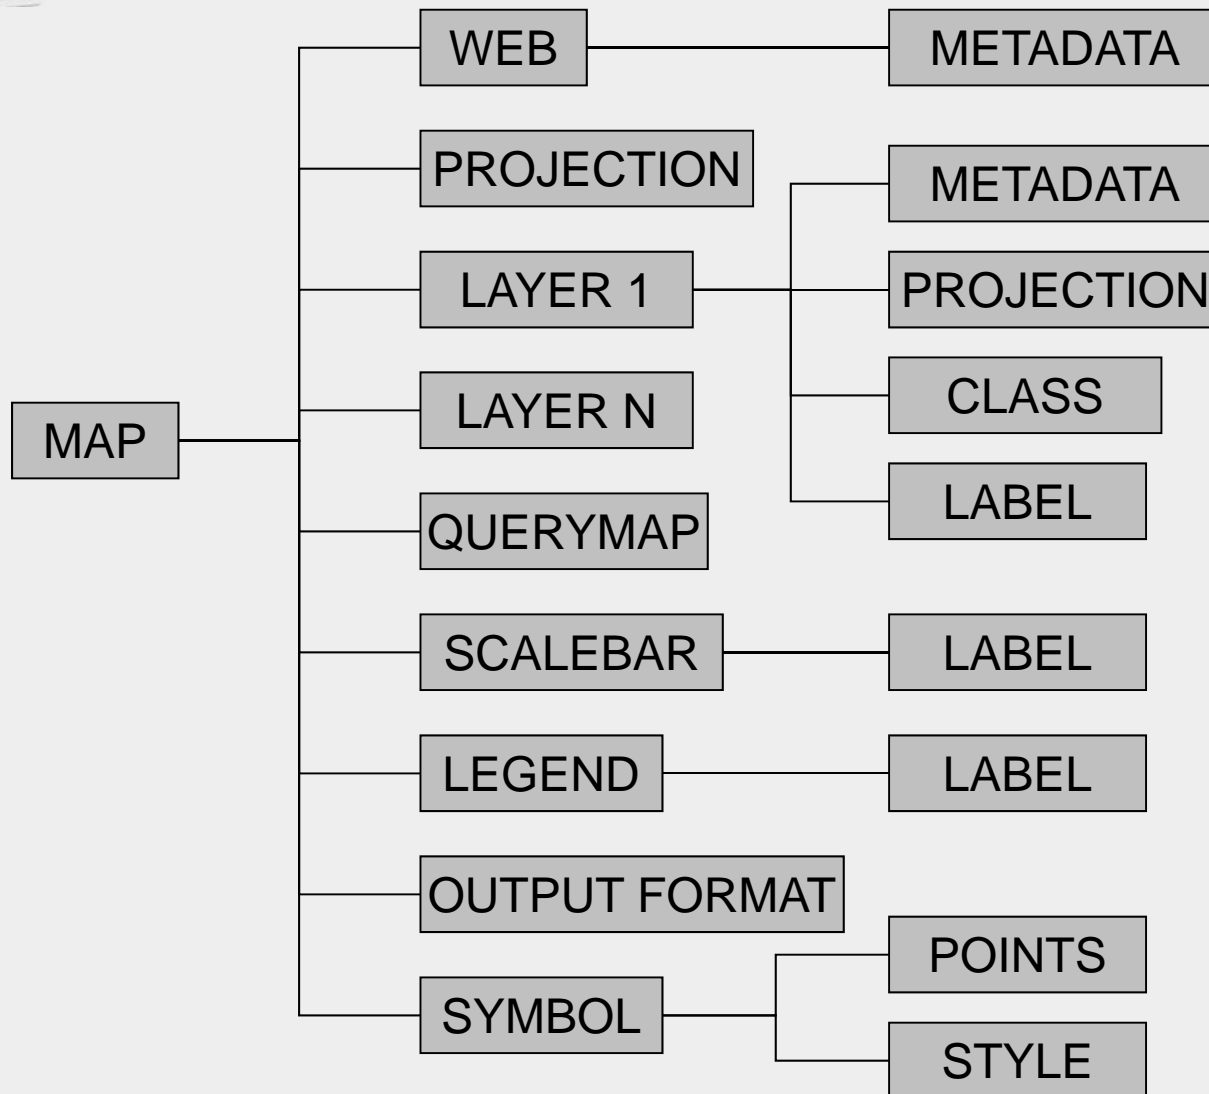 MAP
WEB
METADATA
PROJECTION
LAYER 1
METADATA
PROJECTION
CLASS
LABEL
LAYER N
QUERYMAP
SCALEBAR
LABEL
LEGEND
LABEL
OUTPUT FORMAT
SYMBOL
POINTS
STYLE